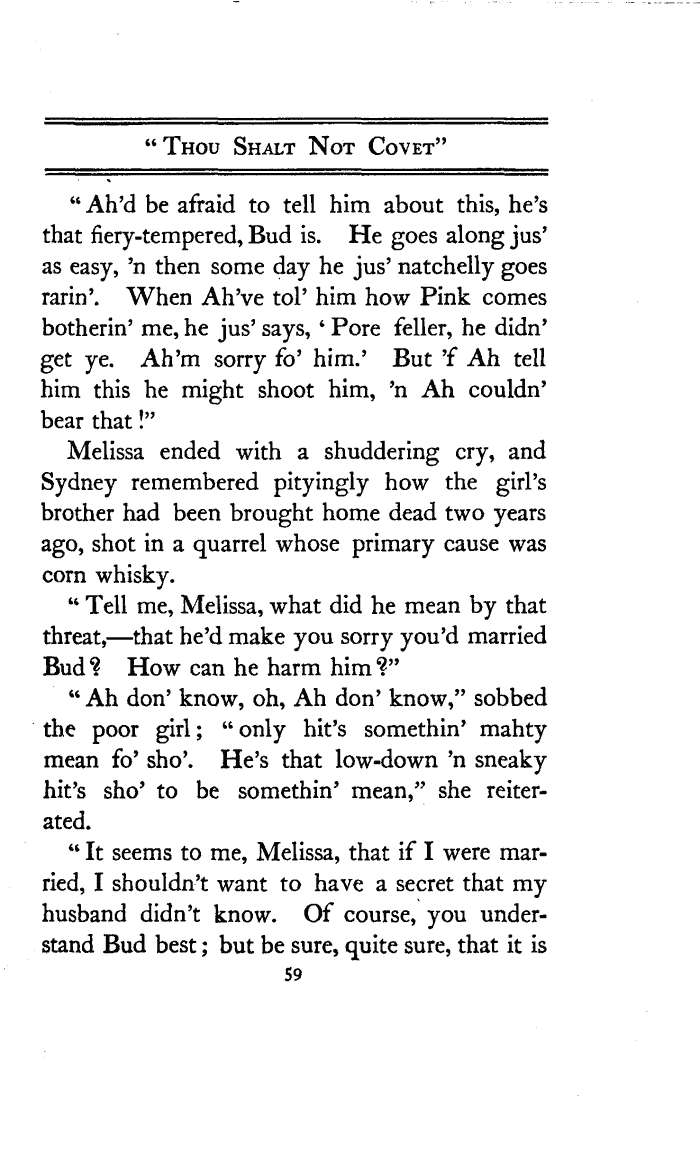 “ Thou Shalt Not Covet”
“ Ah’d be afraid to tell him about this, he’s
that fiery-tempered, Bud is. He goes along jus’
as easy, ’n then some day he jus’ natchelly goes
rarin’. When Ah’ve tol’ him how Pink comes
botherin’ me, he jus’ says, ‘ Pore feller, he didn’
get ye. Ah’m sorry fo’ him.’ But ’f Ah tell
him this he might shoot him, ’n Ah couldn’
bear that !”
Melissa ended with a shuddering cry, and
Sydney remembered pityingly how the girl’s
brother had been brought home dead two years
ago, shot in a quarrel whose primary cause was
corn whisky.
“ Tell me, Melissa, what did he mean by that
threat,—that he’d make you sorry you’d married
Bud ? How can he harm him ?”
“ Ah don’ know, oh, Ah don’ know,” sobbed
the poor girl ; “ only hit’s somethin’ mahty
mean fo’ sho’. He’s that low-down ’n sneaky
hit’s sho’ to be somethin’ mean,” she reiter-
ated.
“ It seems to me, Melissa, that if I were mar-
ried, I shouldn’t want to have a secret that my
husband didn’t know. Of course, you under-
stand Bud best ; but be sure, quite sure, that it is
59